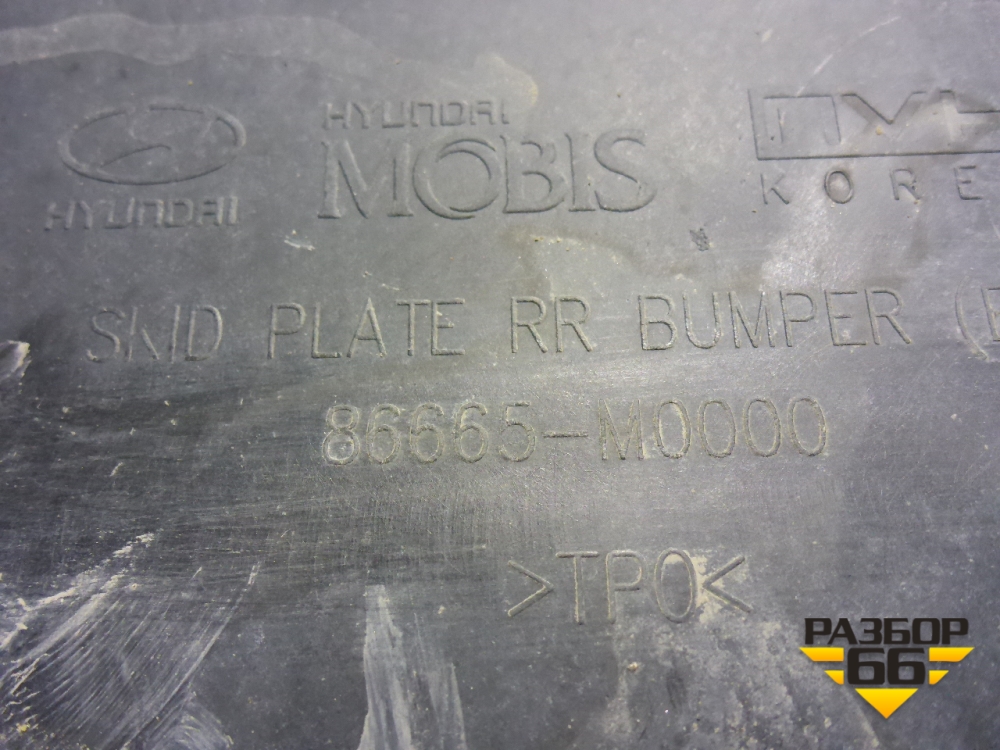 HYUNDAI
HYUNDAI
MOBIS
KORE
SKID PLATE RR BUMPER (
86665-M0000
>TPO<
РАЗБОР
66